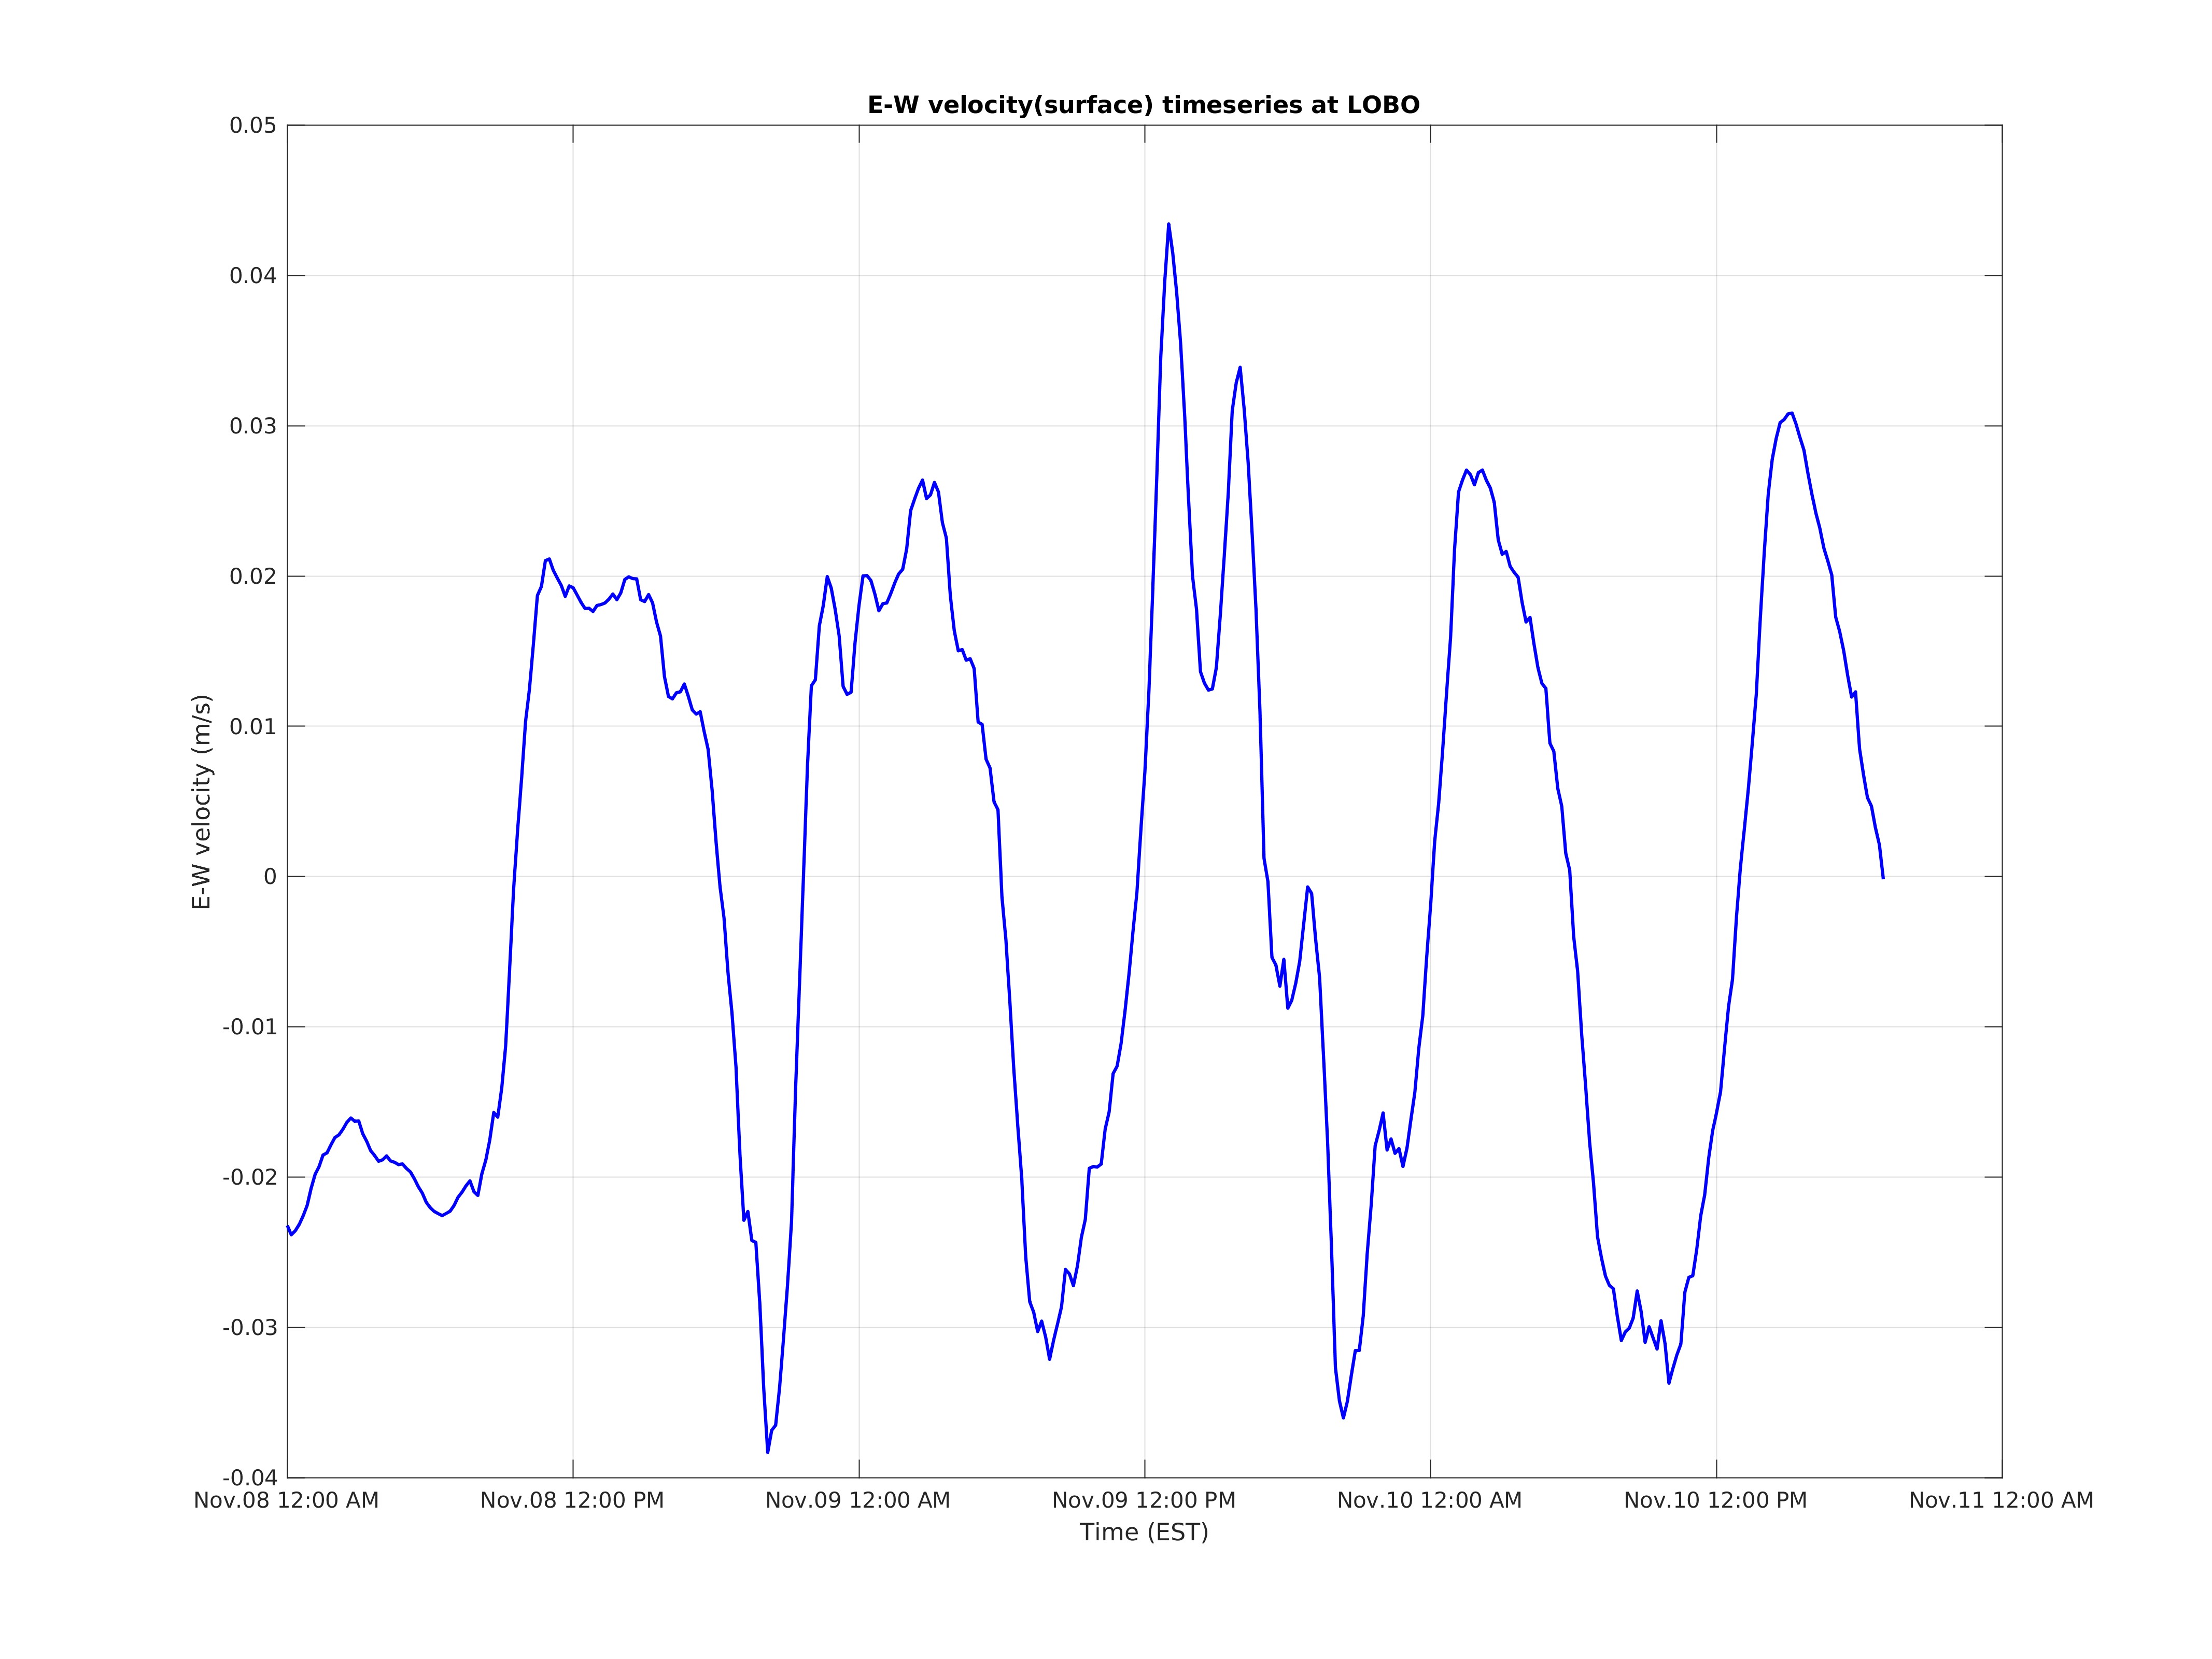 E-W velocity(surface) timeseries at LOBO
0.05
0.04
0.03
0.02
0.01
0
-0.01
-0.02
-0.03
-0.04
E-W velocity (m/s)
Nov.08 12:00 AM Nov.08 12:00 PM Nov.09 12:00 AM Nov.09 12:00 PM Nov.10 12:00 AM Nov.10 12:00 PM Nov.11 12:00 AM
Time (EST)